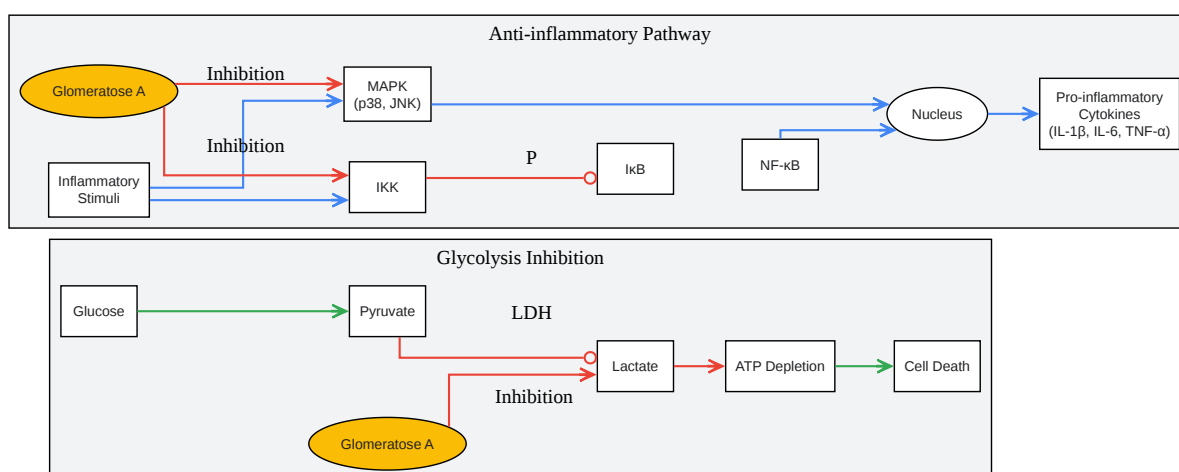 Anti-inflammatory Pathway
Glomeratose A
Inhibition
MAPK
(p38, JNK)
Nucleus
Pro-inflammatory
Cytokines
(IL-1β, IL-6, TNF-α)
Inhibition
Inflammatory
Stimuli
IKK
P
IκB
NF-κB
Glycolysis Inhibition
Glucose
Pyruvate
LDH
Lactate
ATP Depletion
Cell Death
Inhibition
Glomeratose A